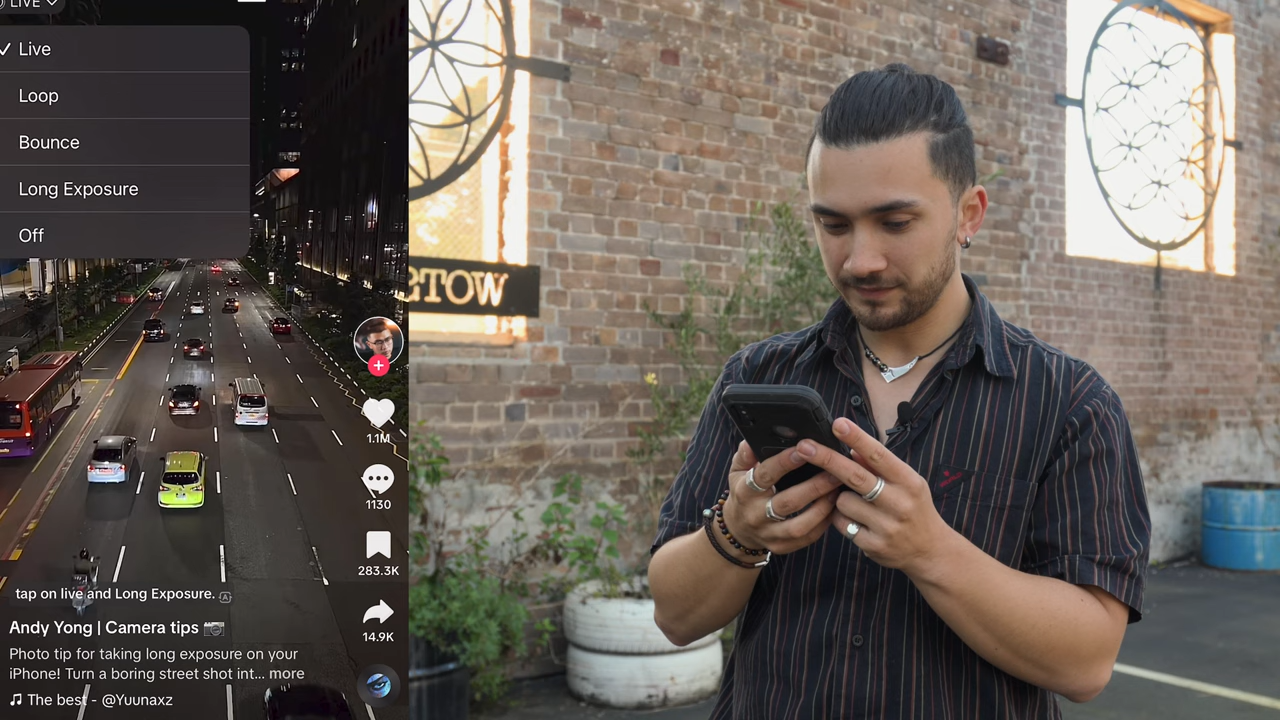 LIVE
Live
Loop
Bounce
Long Exposure
Off
1.1M
1130
283.3K
14.9K
tap on live and Long Exposure.
Andy Yong | Camera tips 📷
Photo tip for taking long exposure on your
iPhone! Turn a boring street shot int... more
The best - @Yuunaxz
STOW